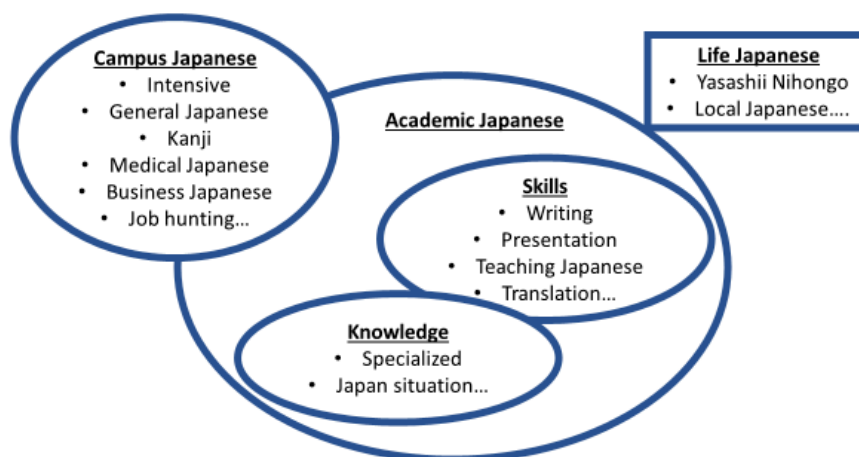 Campus Japanese
• Intensive
• General Japanese
• Kanji
• Medical Japanese
• Business Japanese
• Job hunting…
Life Japanese
• Yasashii Nihongo
• Local Japanese….
Academic Japanese
Skills
• Writing
• Presentation
• Teaching Japanese
• Translation…
Knowledge
• Specialized
• Japan situation…